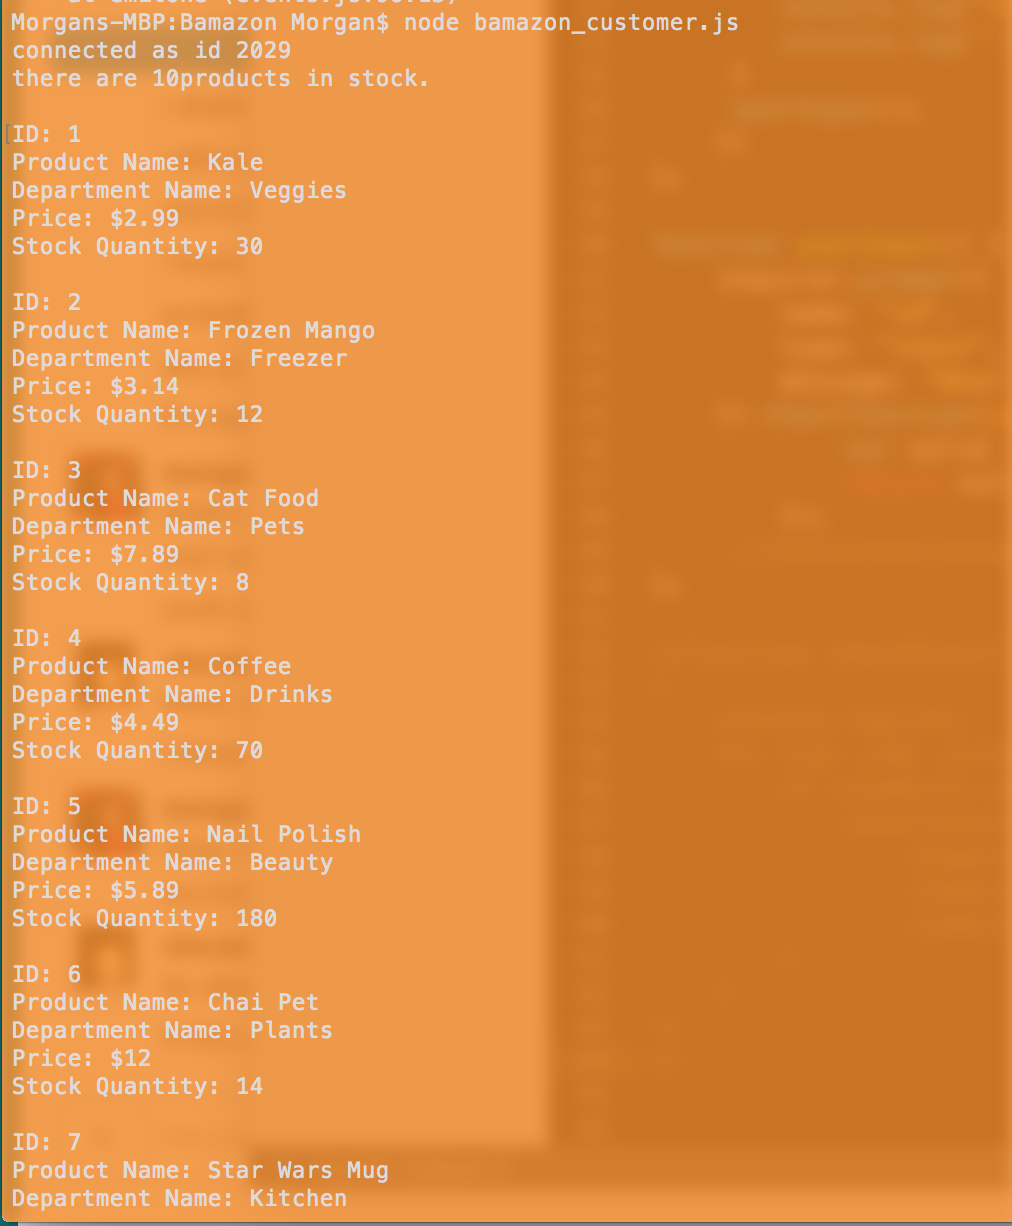 Morgans-MBP:Bamazon Morgan$ node bamazon_customer.js
connected as id 2029
there are 10products in stock.
ID: 1
Product Name: Kale
Department Name: Veggies
Price: $2.99
Stock Quantity: 30
ID: 2
Product Name: Frozen Mango
Department Name: Freezer
Price: $3.14
Stock Quantity: 12
ID: 3
Product Name: Cat Food
Department Name: Pets
Price: $7.89
Stock Quantity: 8
ID: 4
Product Name: Coffee
Department Name: Drinks
Price: $4.49
Stock Quantity: 70
ID: 5
Product Name: Nail Polish
Department Name: Beauty
Price: $5.89
Stock Quantity: 180
ID: 6
Product Name: Chai Pet
Department Name: Plants
Price: $12
Stock Quantity: 14
ID: 7
Product Name: Star Wars Mug
Department Name: Kitchen